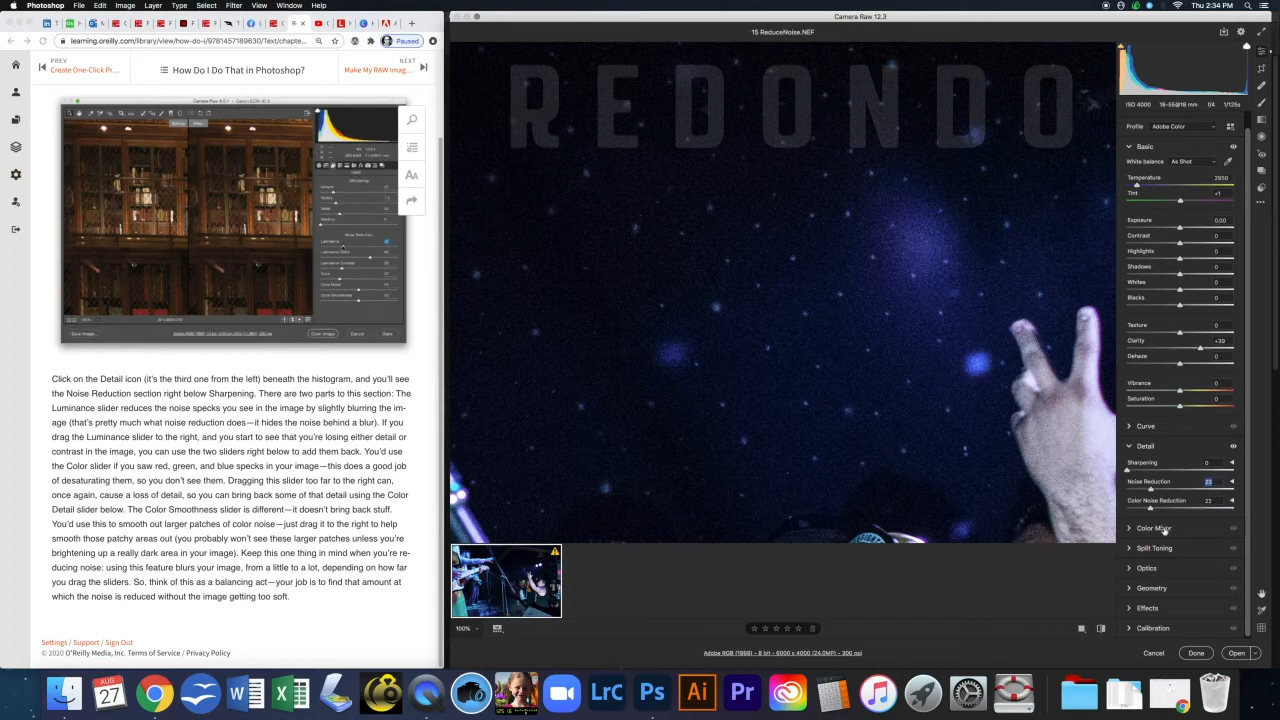 Photoshop File Edit Image Layer Type Select Filter View Window Help
Thu 2:34 PM
learning.oreilly.com/library/view/how-do-i/9781457189630/Text/chapte...
Paused
PREV
Create One-Click Pr...
How Do I Do That in Photoshop?
NEXT
Make My RAW Imag...
Click on the Detail icon (it's the third one from the left) beneath the histogram, and you'll see
the Noise Reduction section right below Sharpening. There are two parts to this section: The
Luminance slider reduces the noise specks you see in the image by slightly blurring the im-
age (that's pretty much what noise reduction does—it hides the noise behind a blur). If you
drag the Luminance slider to the right, and you start to see that you're losing either detail or
contrast in the image, you can use the two sliders right below to add them back. You'd use
the Color slider if you saw red, green, and blue specks in your image—this does a good job
of desaturating them, so you don't see them. Dragging this slider too far to the right can,
once again, cause a loss of detail, so you can bring back some of that detail using the Color
Detail slider below. The Color Smoothness slider is different—it doesn't bring back stuff.
You'd use this to smooth out larger patches of color noise—just drag it to the right to help
smooth those patchy areas out (you probably won't see these larger patches unless you're
brightening up a really dark area in your image). Keep this one thing in mind when you're re-
ducing noise: using this feature blurs your image, from a little to a lot, depending on how far
you drag the sliders. So, think of this as a balancing act—your job is to find that amount at
which the noise is reduced without the image getting too soft.
Settings / Support / Sign Out
© 2020 O'Reilly Media, Inc. Terms of Service / Privacy Policy
Camera Raw 12.3
15 ReduceNoise.NEF
REDONDO
ISO 4000 18-55@18 mm f/4 1/125s
Profile Adobe Color
Basic
White balance As Shot
Temperature 2950
Tint +1
Exposure 0.00
Contrast 0
Highlights 0
Shadows 0
Whites 0
Blacks 0
Texture 0
Clarity +39
Dehaze 0
Vibrance 0
Saturation 0
Curve
Detail
Sharpening 0
Noise Reduction 23
Color Noise Reduction 22
Color Mixer
Split Toning
Optics
Geometry
Effects
Calibration
100%
Adobe RGB (1998) - 8 bit - 6000 x 4000 (24.0MP) - 300 ppi
Cancel Done Open
AUG
27
LrC Ps Ai Pr